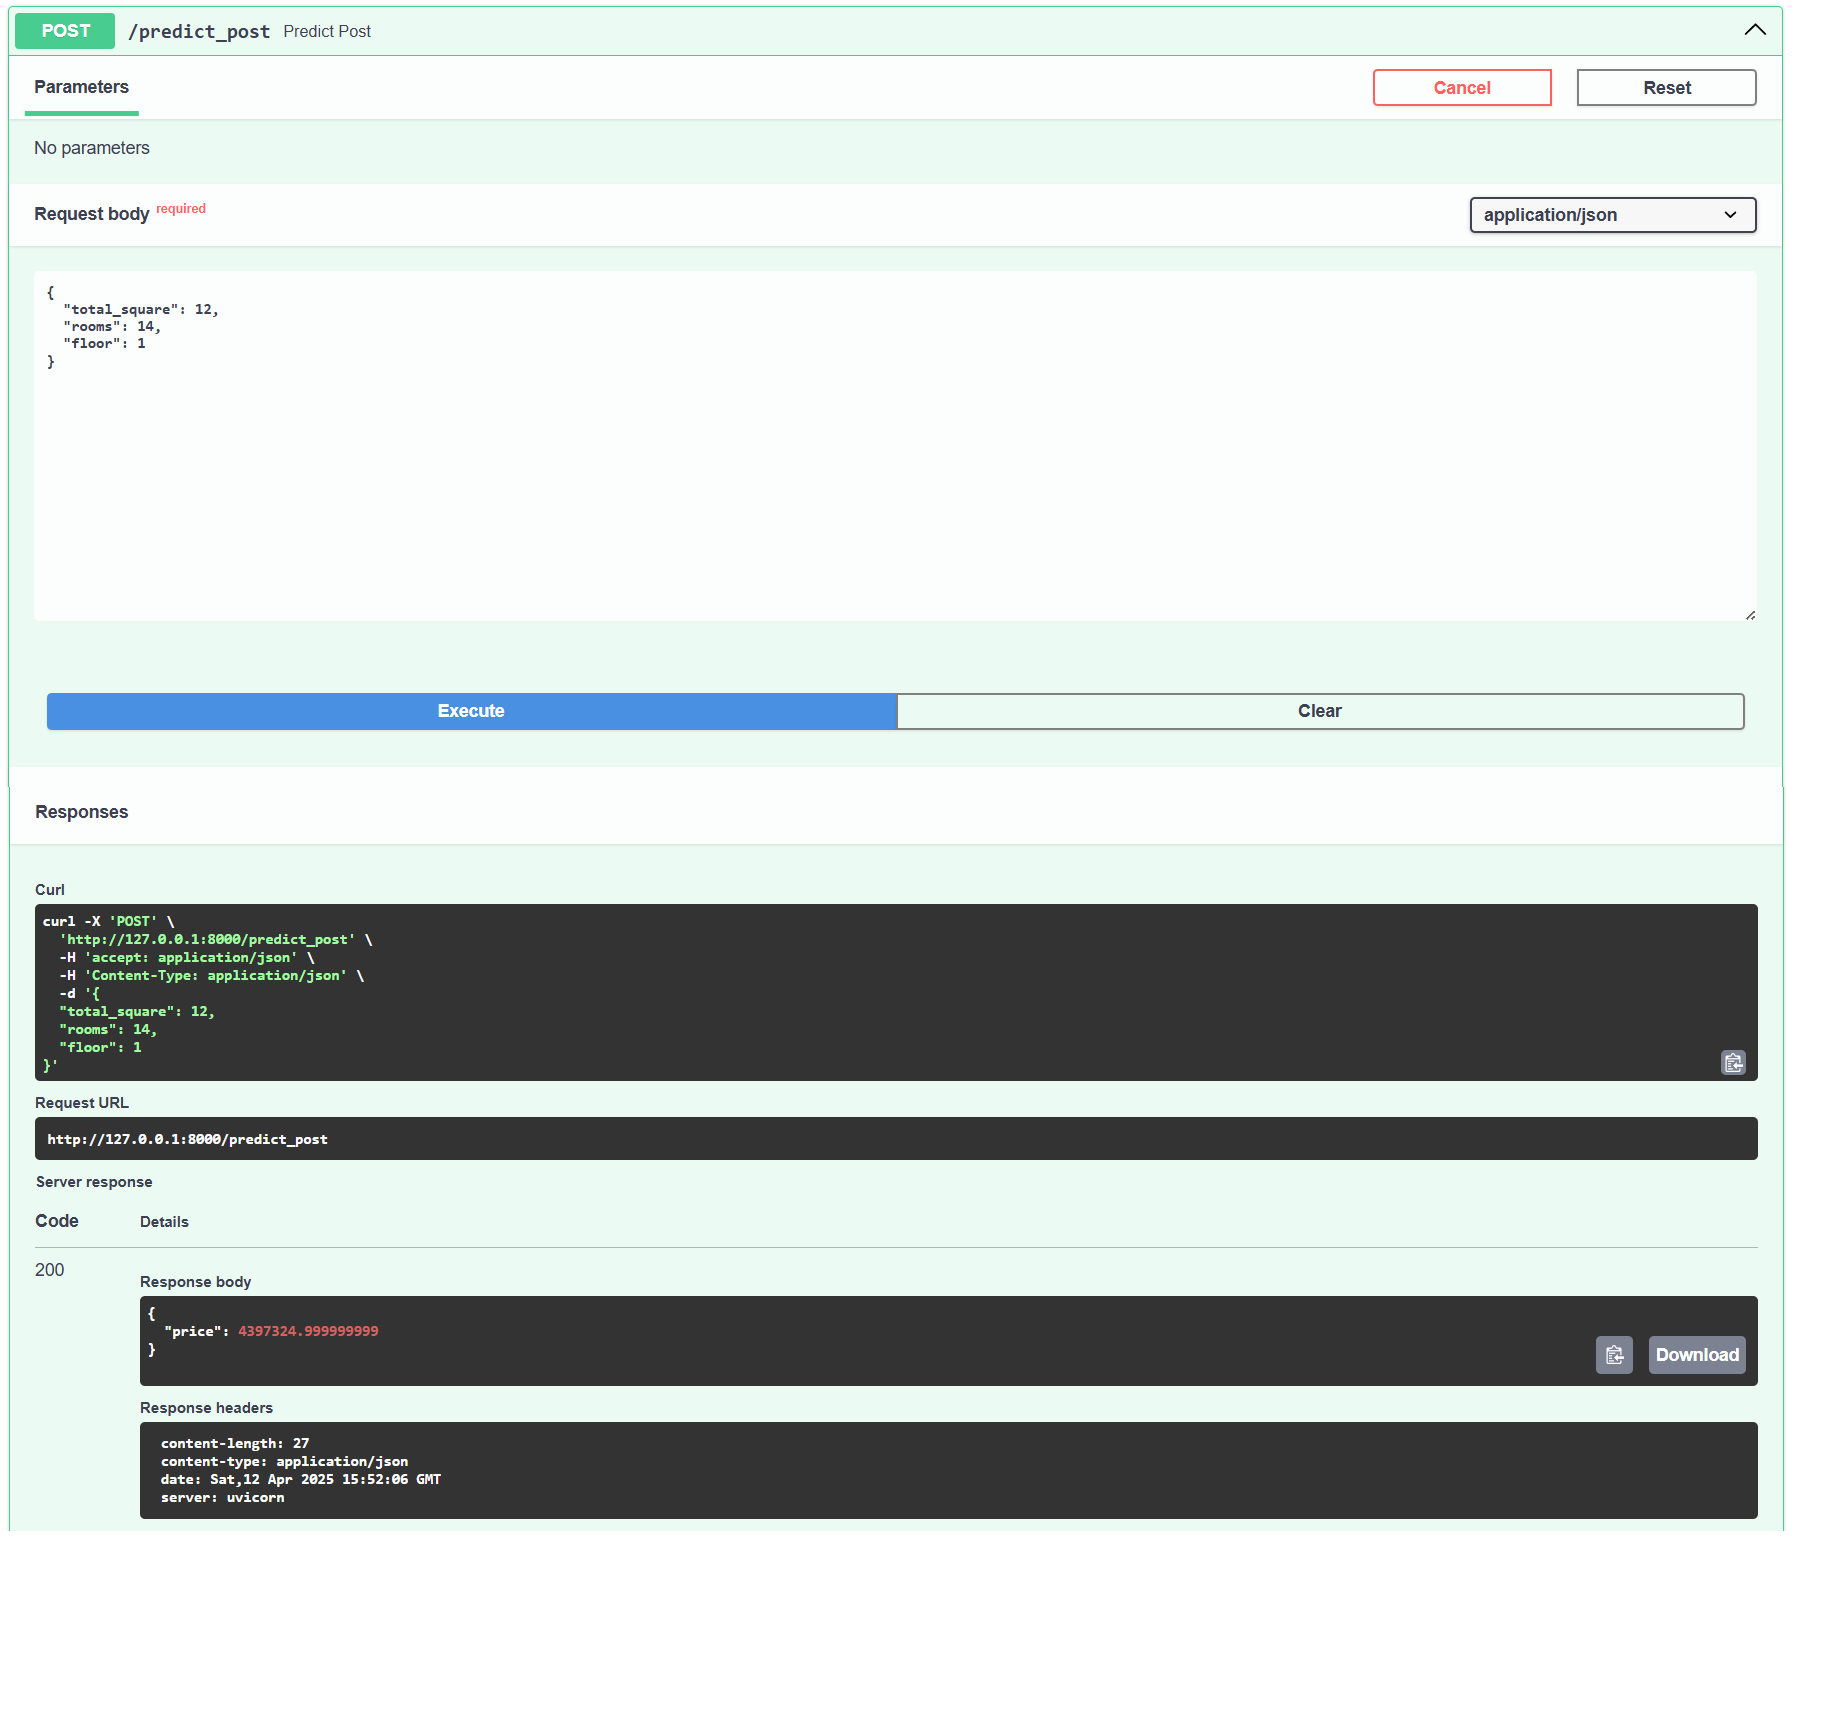 POST /predict_post Predict Post
Parameters
Cancel
Reset
No parameters
Request body required
application/json
{
  "total_square": 12,
  "rooms": 14,
  "floor": 1
}
Execute
Clear
Responses
Curl
curl -X 'POST' \
  'http://127.0.0.1:8000/predict_post' \
  -H 'accept: application/json' \
  -H 'Content-Type: application/json' \
  -d '{
  "total_square": 12,
  "rooms": 14,
  "floor": 1
}'
Request URL
http://127.0.0.1:8000/predict_post
Server response
Code Details
200
Response body
{
  "price": 4397324.999999999
}
Download
Response headers
content-length: 27
content-type: application/json
date: Sat,12 Apr 2025 15:52:06 GMT
server: uvicorn